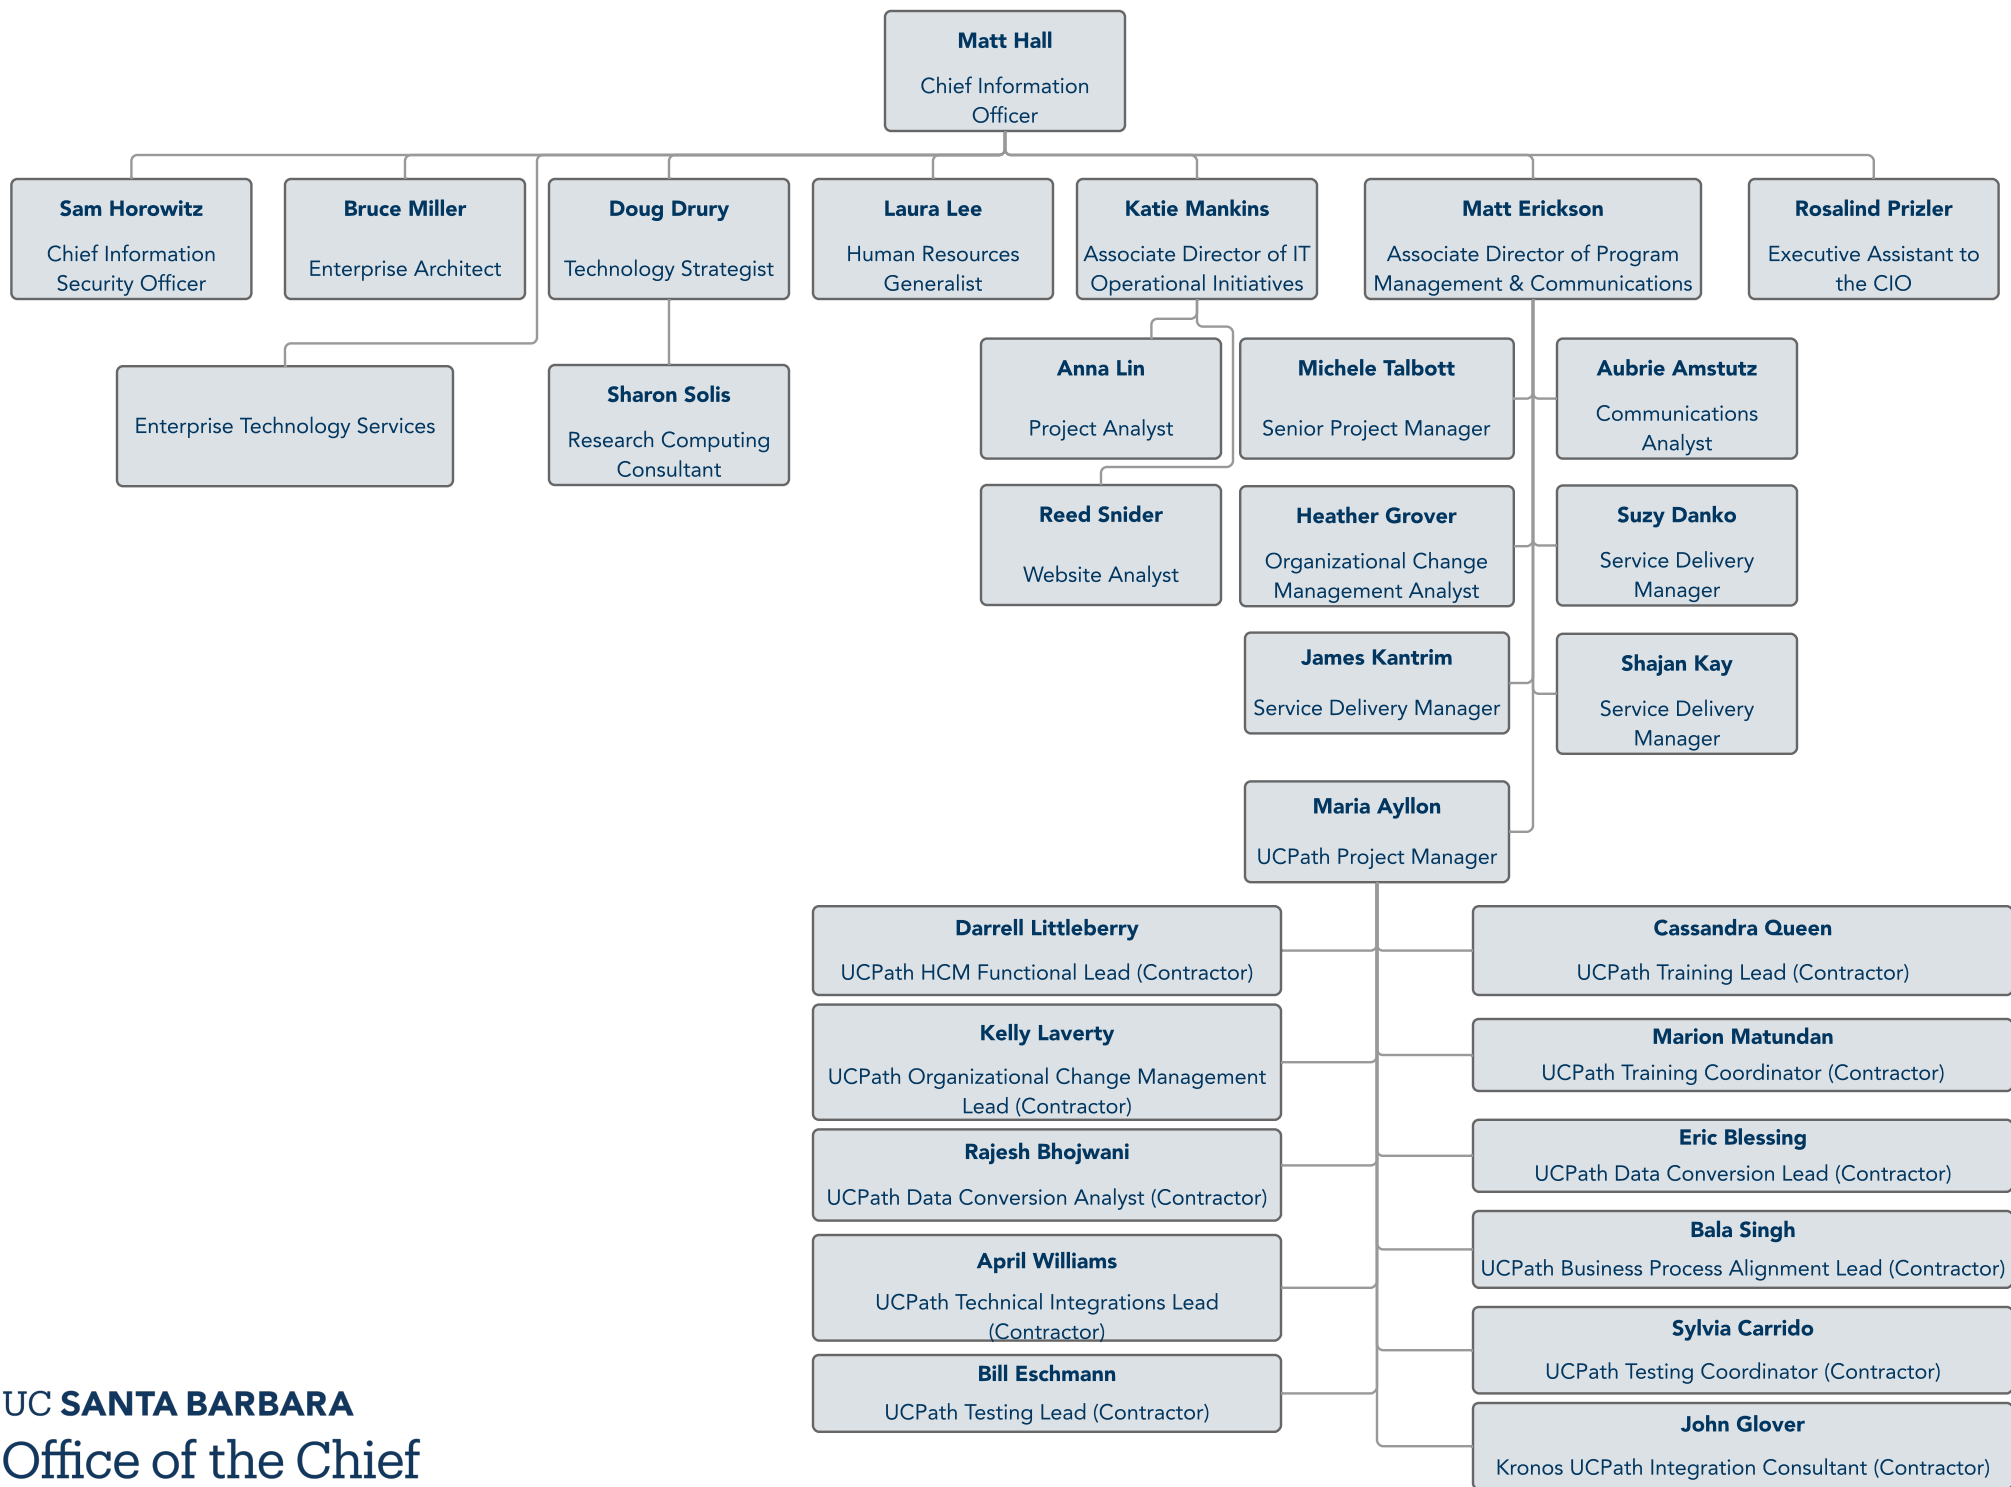 Matt Hall
Chief Information
Officer
Sam Horowitz
Chief Information
Security Officer
Bruce Miller
Enterprise Architect
Doug Drury
Technology Strategist
Laura Lee
Human Resources
Generalist
Katie Mankins
Associate Director of IT
Operational Initiatives
Matt Erickson
Associate Director of Program
Management & Communications
Rosalind Prizler
Executive Assistant to
the CIO
Enterprise Technology Services
Sharon Solis
Research Computing
Consultant
Anna Lin
Project Analyst
Michele Talbott
Senior Project Manager
Aubrie Amstutz
Communications
Analyst
Reed Snider
Website Analyst
Heather Grover
Organizational Change
Management Analyst
Suzy Danko
Service Delivery
Manager
James Kantrim
Service Delivery Manager
Shajan Kay
Service Delivery
Manager
Maria Ayllon
UCPath Project Manager
Darrell Littleberry
UCPath HCM Functional Lead (Contractor)
Cassandra Queen
UCPath Training Lead (Contractor)
Kelly Laverty
UCPath Organizational Change Management
Lead (Contractor)
Marion Matundan
UCPath Training Coordinator (Contractor)
Rajesh Bhojwani
UCPath Data Conversion Analyst (Contractor)
Eric Blessing
UCPath Data Conversion Lead (Contractor)
April Williams
UCPath Technical Integrations Lead
(Contractor)
Bala Singh
UCPath Business Process Alignment Lead (Contractor)
Bill Eschmann
UCPath Testing Lead (Contractor)
Sylvia Carrido
UCPath Testing Coordinator (Contractor)
John Glover
Kronos UCPath Integration Consultant (Contractor)
UC SANTA BARBARA
Office of the Chief